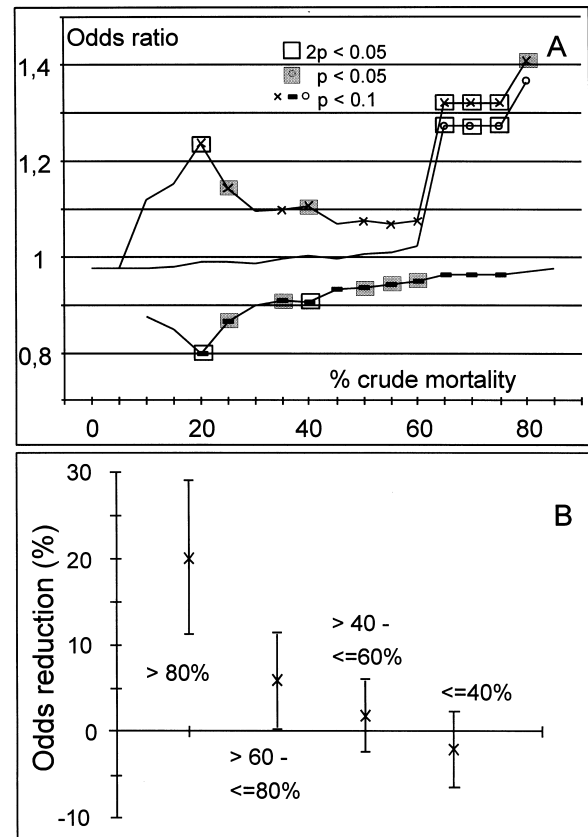 Odds ratio
A
2p < 0.05
p < 0.05
p < 0.1
1,4
1,2
1
0,8
% crude mortality
0 20 40 60 80
B
Odds reduction (%)
30
20
10
0
-10
> 80%
> 60 -
<=80%
> 40 -
<=60%
<=40%